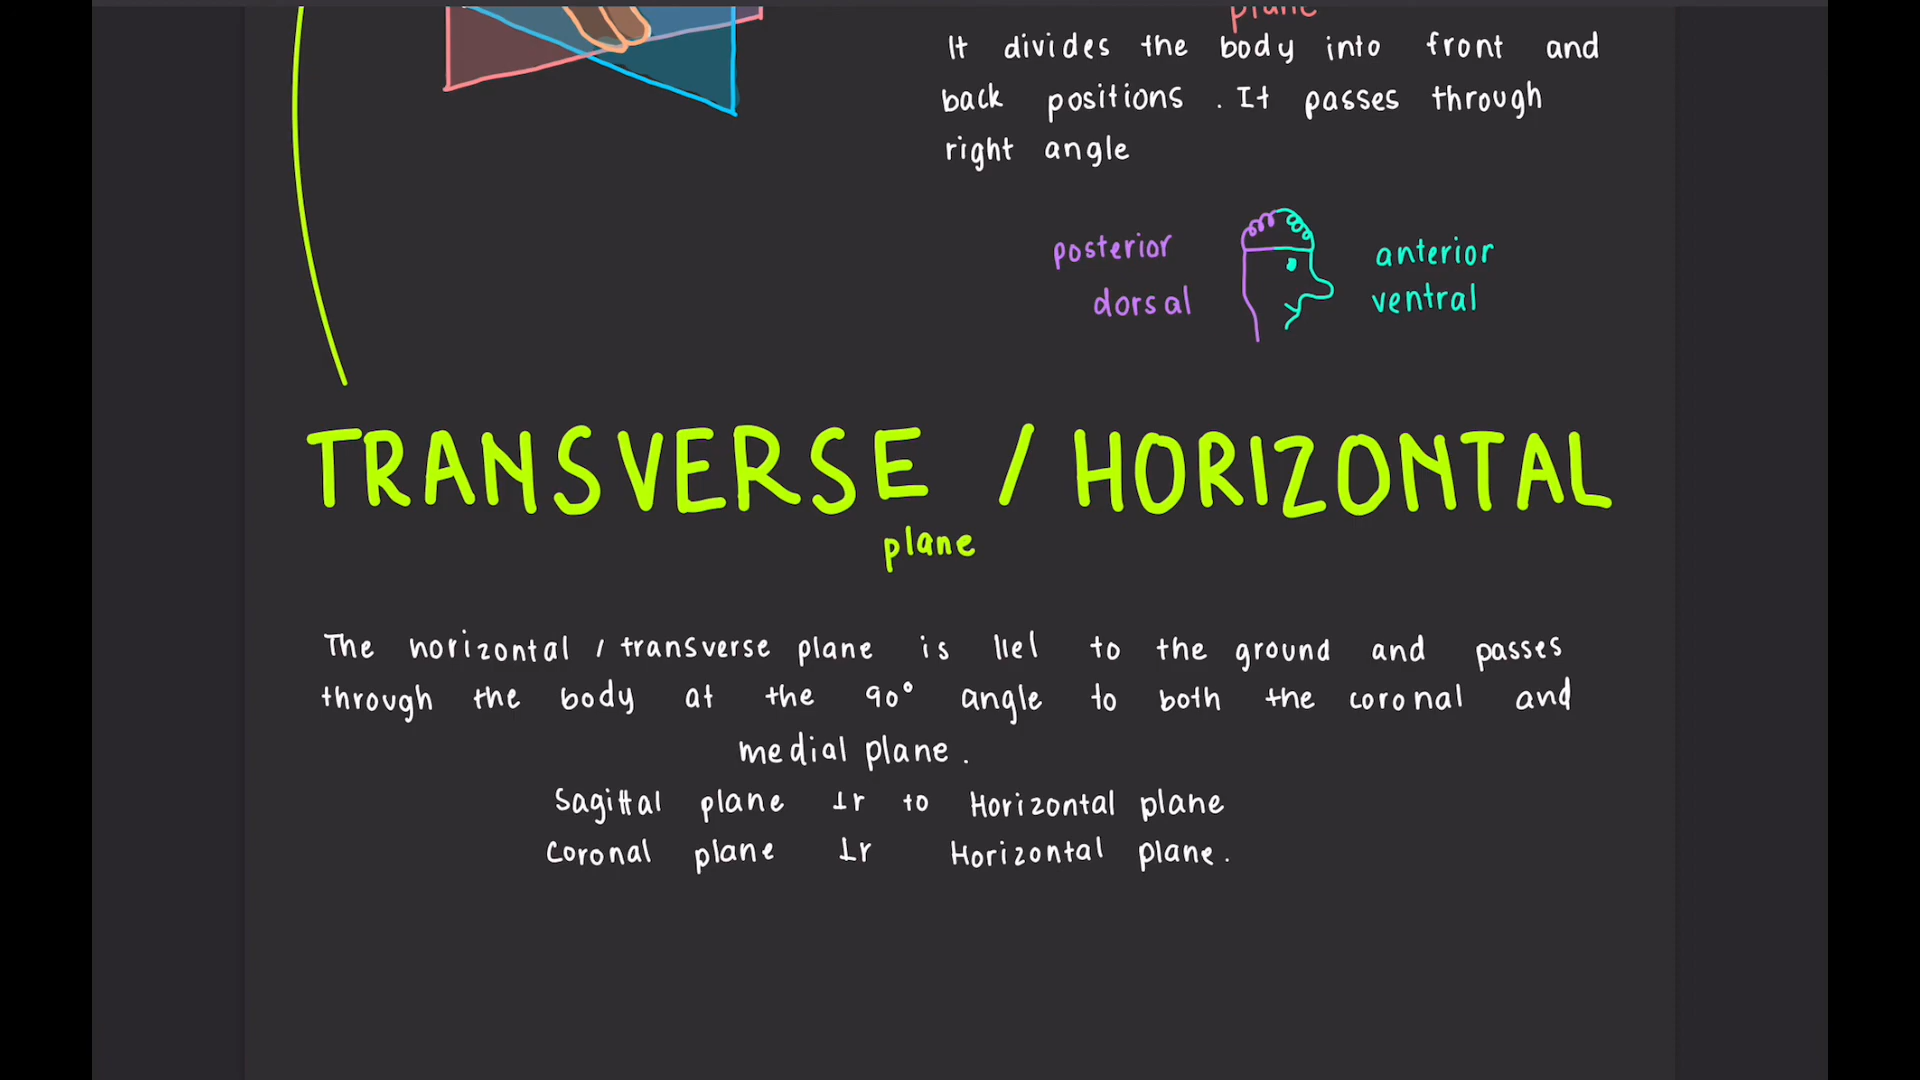 plane
It divides the body into front and
back positions . It passes through
right angle
posterior
dorsal
anterior
ventral
TRANSVERSE / HORIZONTAL
plane
The horizontal / transverse plane is llel to the ground and passes
through the body at the 90° angle to both the coronal and
medial plane .
Sagittal plane ⊥r to Horizontal plane
Coronal plane ⊥r Horizontal plane .